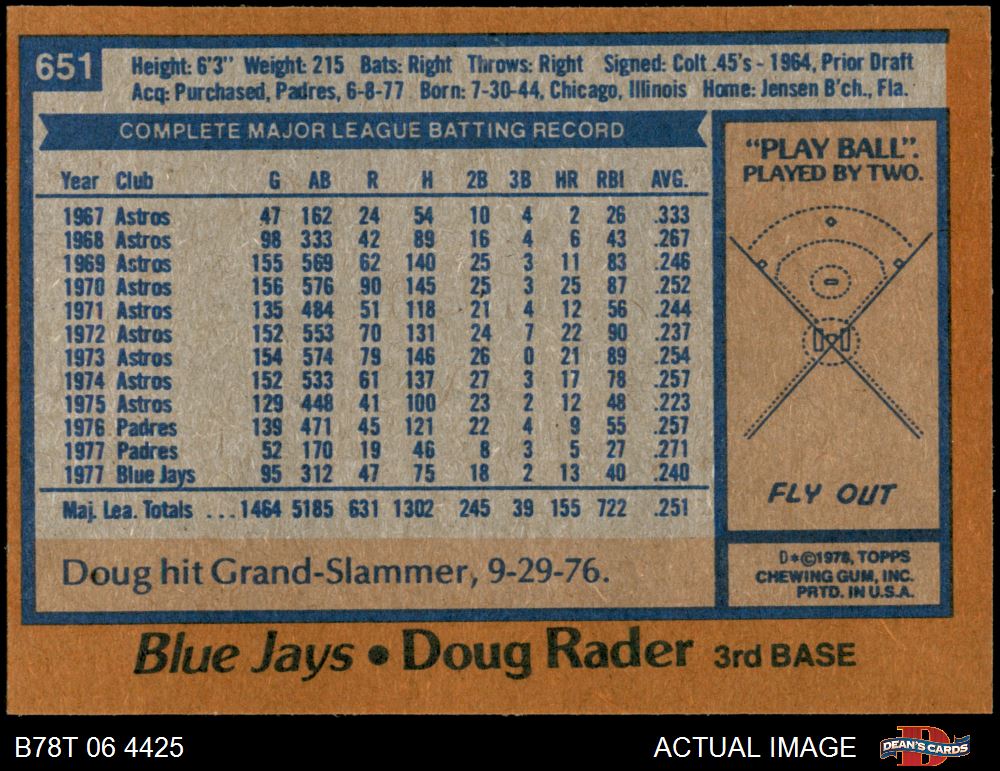 651
Height: 6'3" Weight: 215 Bats: Right Throws: Right Signed: Colt .45's - 1964, Prior Draft
Acq: Purchased, Padres, 6-8-77 Born: 7-30-44, Chicago, Illinois Home: Jensen B'ch., Fla.
COMPLETE MAJOR LEAGUE BATTING RECORD
Year Club G AB R H 2B 3B HR RBI AVG.
1967 Astros 47 162 24 54 10 4 2 26 .333
1968 Astros 98 333 42 89 16 4 6 43 .267
1969 Astros 155 569 62 140 25 3 11 83 .246
1970 Astros 156 576 90 145 25 3 25 87 .252
1971 Astros 135 484 51 118 21 4 12 56 .244
1972 Astros 152 553 70 131 24 7 22 90 .237
1973 Astros 154 574 79 146 26 0 21 89 .254
1974 Astros 152 533 61 137 27 3 17 78 .257
1975 Astros 129 448 41 100 23 2 12 48 .223
1976 Padres 139 471 45 121 22 4 9 55 .257
1977 Padres 52 170 19 46 8 3 5 27 .271
1977 Blue Jays 95 312 47 75 18 2 13 40 .240
Maj. Lea. Totals ... 1464 5185 631 1302 245 39 155 722 .251
Doug hit Grand-Slammer, 9-29-76.
"PLAY BALL".
PLAYED BY TWO.
FLY OUT
D*©1978, TOPPS
CHEWING GUM, INC.
PRTD. IN U.S.A.
Blue Jays • Doug Rader 3rd BASE
B78T 06 4425
ACTUAL IMAGE
DEAN'S CARDS